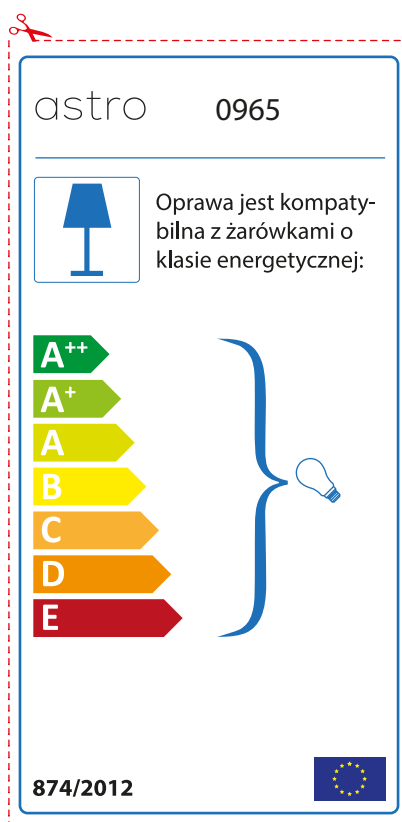 astro 0965
Oprawa jest kompaty-
bilna z żarówkami o
klasie energetycznej:
A++
A+
A
B
C
D
E
874/2012